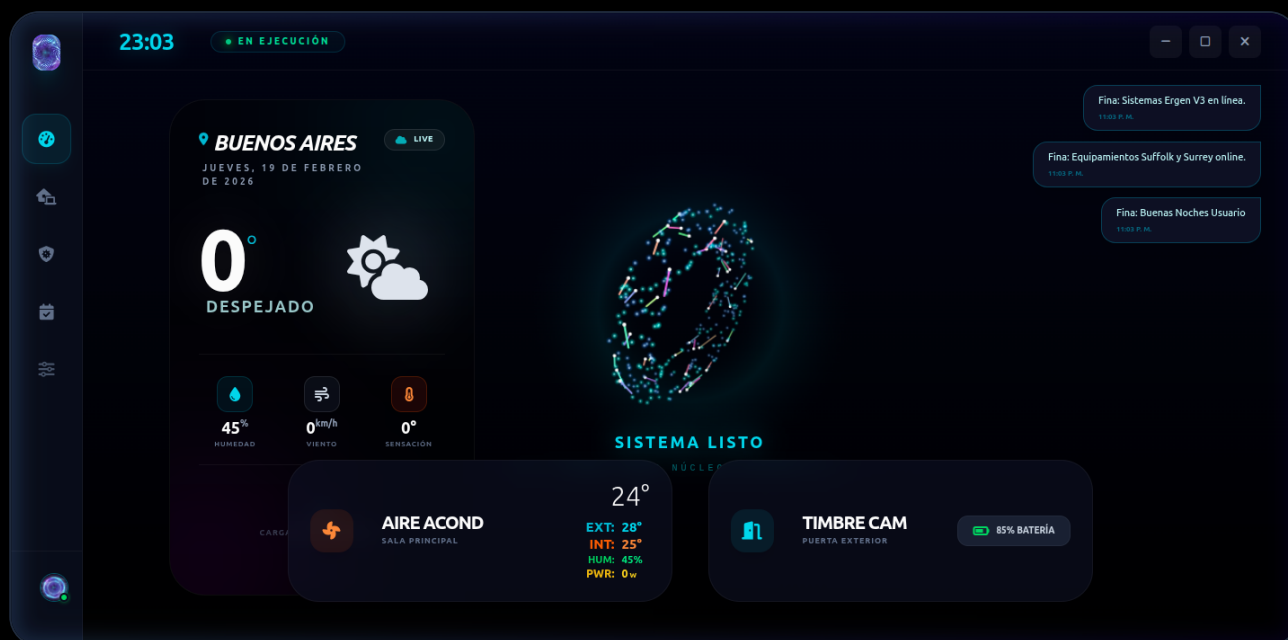 23:03
EN EJECUCIÓN
BUENOS AIRES
LIVE
JUEVES, 19 DE FEBRERO
DE 2026
0°
DESPEJADO
45%
HUMEDAD
0km/h
VIENTO
0°
SENSACIÓN
Fina: Sistemas Ergen V3 en línea.
11:03 P. M.
Fina: Equipamientos Suffolk y Surrey online.
11:03 P. M.
Fina: Buenas Noches Usuario
11:03 P. M.
SISTEMA LISTO
AIRE ACOND
SALA PRINCIPAL
24°
EXT: 28°
INT: 25°
HUM: 45%
PWR: 0 w
TIMBRE CAM
PUERTA EXTERIOR
85% BATERÍA